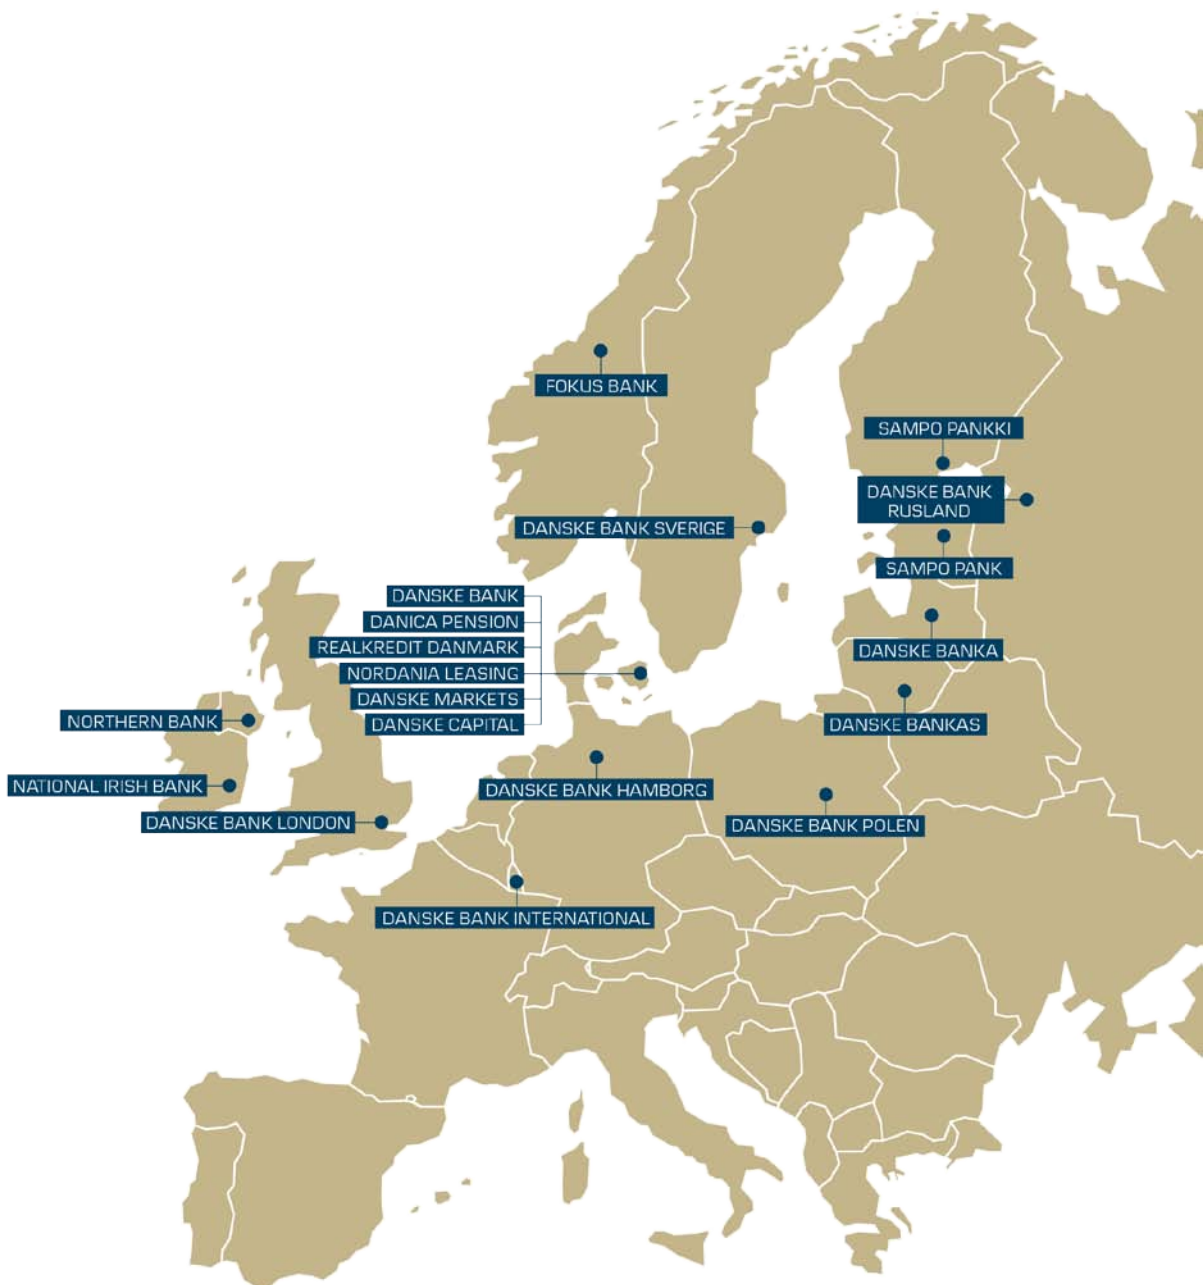 FOKUS BANK
SAMPO PANKKI
DANSKE BANK
RUSLAND
DANSKE BANK SVERIGE
SAMPO PANK
DANSKE BANK
DANICA PENSION
REALKREDIT DANMARK
NORDANIA LEASING
DANSKE MARKETS
DANSKE CAPITAL
DANSKE BANKA
DANSKE BANKAS
NORTHERN BANK
NATIONAL IRISH BANK
DANSKE BANK LONDON
DANSKE BANK HAMBORG
DANSKE BANK POLEN
DANSKE BANK INTERNATIONAL